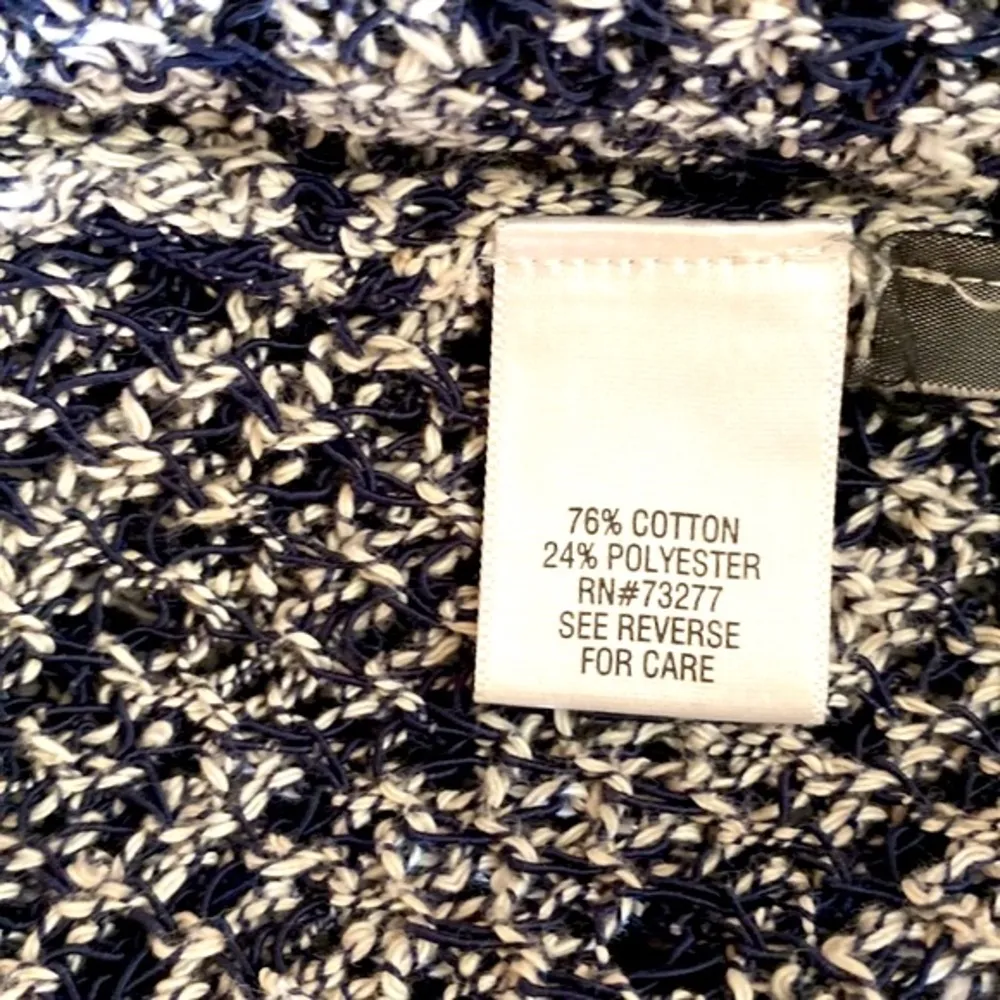 76% COTTON
24% POLYESTER
RN#73277
SEE REVERSE
FOR CARE